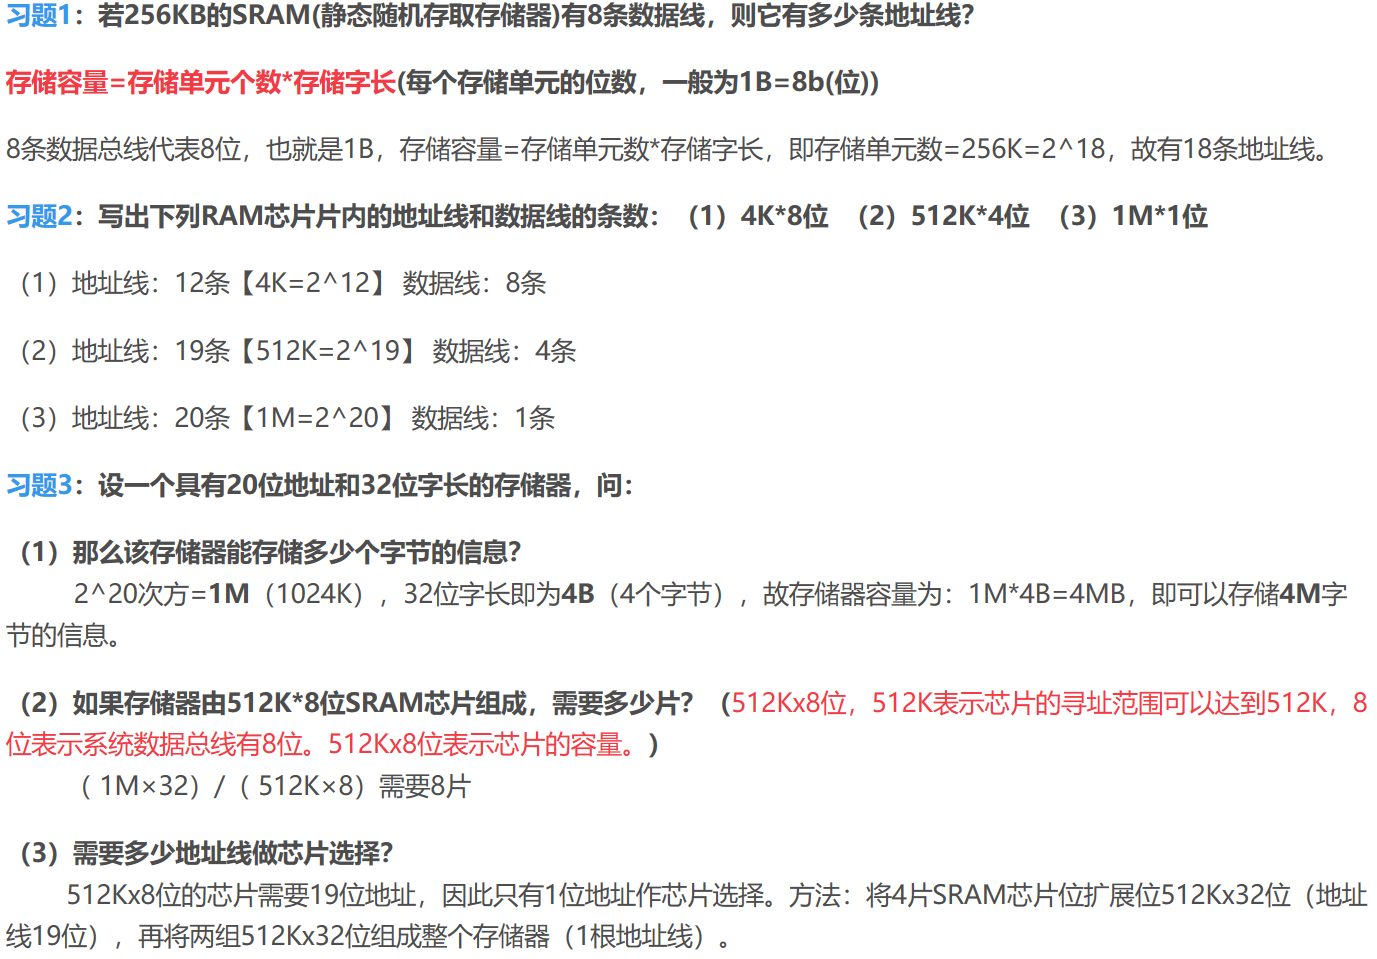 习题1：若256KB的SRAM(静态随机存取存储器)有8条数据线，则它有多少条地址线？
存储容量=存储单元个数*存储字长(每个存储单元的位数，一般为1B=8b(位))
8条数据总线代表8位，也就是1B，存储容量=存储单元数*存储字长，即存储单元数=256K=2^18，故有18条地址线。
习题2：写出下列RAM芯片片内的地址线和数据线的条数：（1）4K*8位 （2）512K*4位 （3）1M*1位
（1）地址线：12条【4K=2^12】 数据线：8条
（2）地址线：19条【512K=2^19】 数据线：4条
（3）地址线：20条【1M=2^20】 数据线：1条
习题3：设一个具有20位地址和32位字长的存储器，问：
（1）那么该存储器能存储多少个字节的信息？
2^20次方=1M（1024K），32位字长即为4B（4个字节），故存储器容量为：1M*4B=4MB，即可以存储4M字
节的信息。
（2）如果存储器由512K*8位SRAM芯片组成，需要多少片？（512Kx8位，512K表示芯片的寻址范围可以达到512K，8
位表示系统数据总线有8位。512Kx8位表示芯片的容量。）
（ 1M×32）/（ 512K×8）需要8片
（3）需要多少地址线做芯片选择？
512Kx8位的芯片需要19位地址，因此只有1位地址作芯片选择。方法：将4片SRAM芯片位扩展位512Kx32位（地址
线19位），再将两组512Kx32位组成整个存储器（1根地址线）。